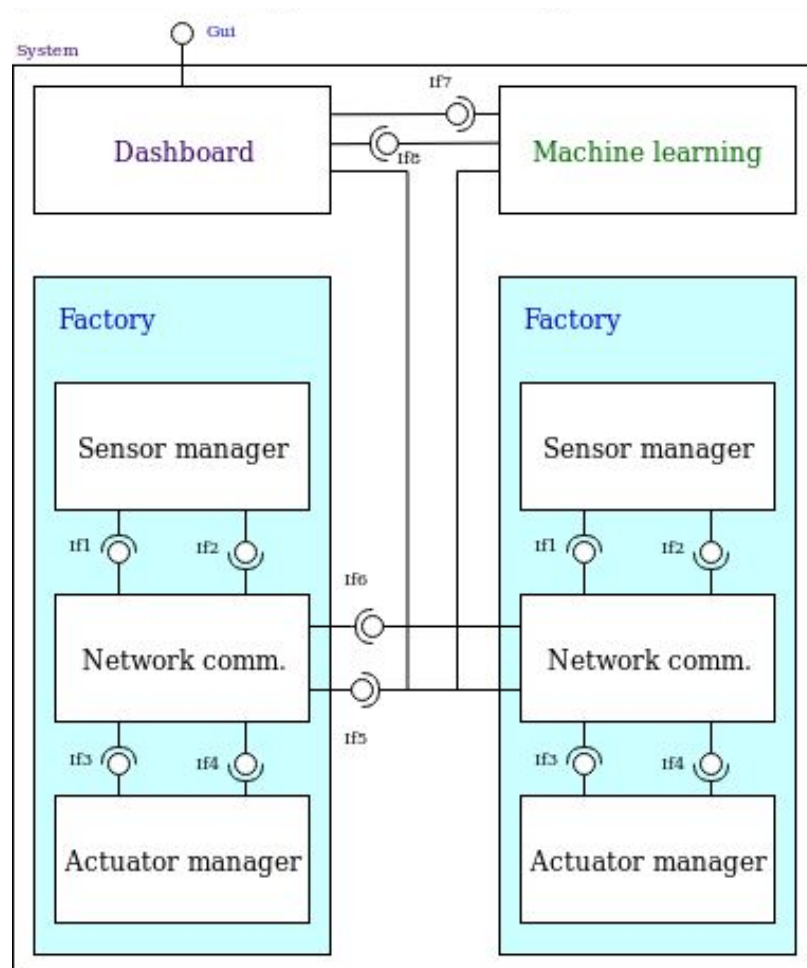 Gui
System
If7
Dashboard
If8
Machine learning
Factory
Factory
Sensor manager
Sensor manager
If1
If2
If1
If2
If6
Network comm.
Network comm.
If5
If3
If4
If3
If4
Actuator manager
Actuator manager